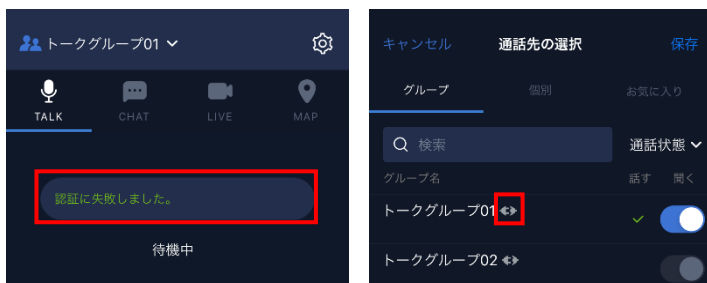 トークグループ01
TALK
CHAT
LIVE
MAP
認証に失敗しました。
待機中
キャンセル
通話先の選択
保存
グループ
個別
お気に入り
検索
通話状態
グループ名
話す
聞く
トークグループ01
トークグループ02